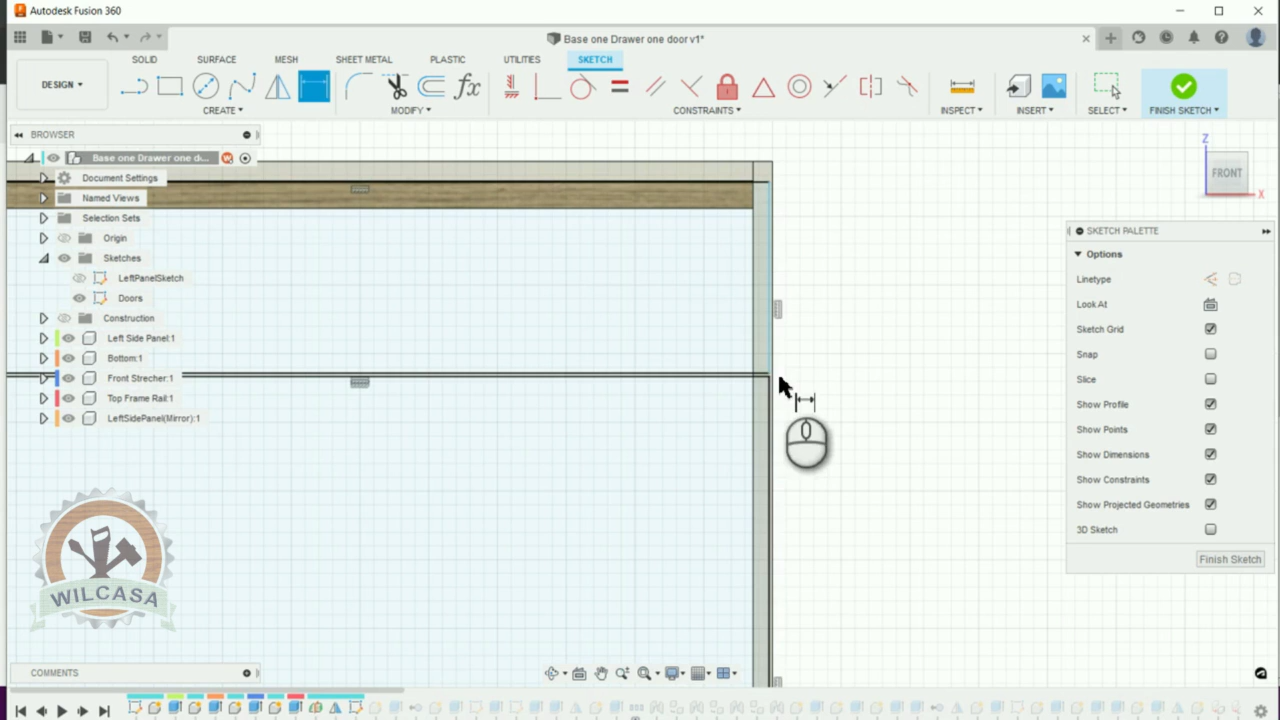 Autodesk Fusion 360
Base one Drawer one door v1*
DESIGN
SOLID
SURFACE
MESH
SHEET METAL
PLASTIC
UTILITIES
SKETCH
fx
CREATE
MODIFY
CONSTRAINTS
INSPECT
INSERT
SELECT
FINISH SKETCH
BROWSER
Base one Drawer one d...
Document Settings
Named Views
Selection Sets
Origin
Sketches
LeftPanelSketch
Doors
Construction
Left Side Panel:1
Bottom:1
Front Strecher:1
Top Frame Rail:1
LeftSidePanel(Mirror):1
Z
FRONT
X
SKETCH PALETTE
Options
Linetype
Look At
Sketch Grid
Snap
Slice
Show Profile
Show Points
Show Dimensions
Show Constraints
Show Projected Geometries
3D Sketch
Finish Sketch
WILCASA
COMMENTS